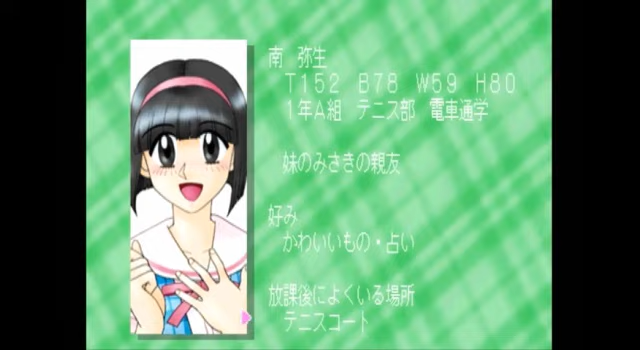 南　弥生
Ｔ１５２　Ｂ７８　Ｗ５９　Ｈ８０
１年Ａ組　テニス部　電車通学
妹のみさきの親友
好み
かわいいもの・占い
放課後によくいる場所
テニスコート